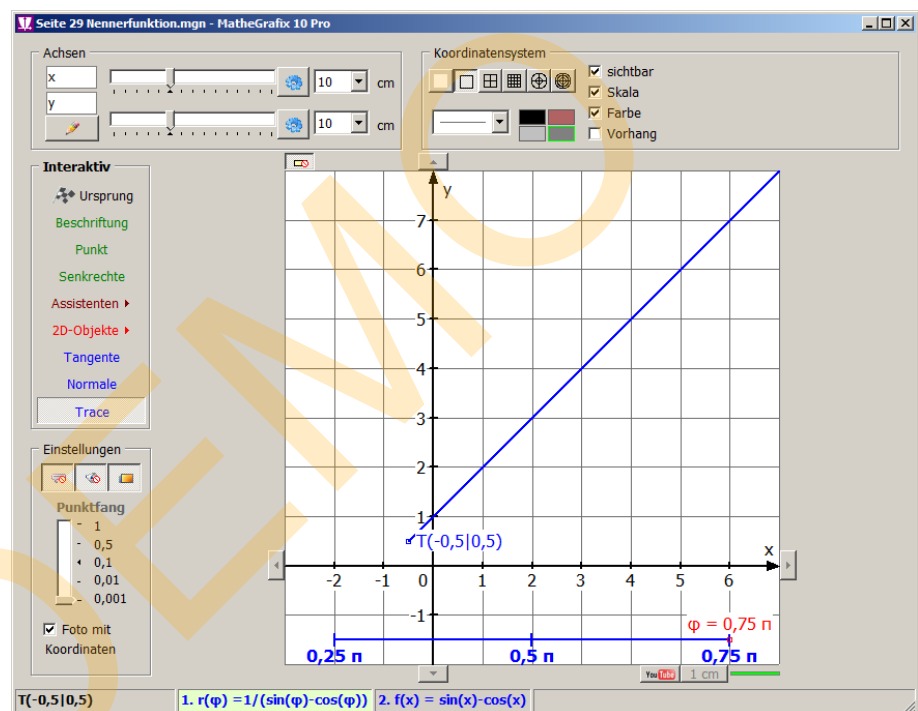 Seite 29 Nennerfunktion.mgn - MatheGrafix 10 Pro
Achsen
x
10 cm
y
10 cm
Koordinatensystem
sichtbar
Skala
Farbe
Vorhang
Interaktiv
Ursprung
Beschriftung
Punkt
Senkrechte
Assistenten
2D-Objekte
Tangente
Normale
Trace
Einstellungen
Punktfang
1
0,5
0,1
0,01
0,001
Foto mit
Koordinaten
y
7
6
5
4
3
2
1
T(-0,5|0,5)
x
-2 -1 0 1 2 3 4 5 6
-1
φ = 0,75 π
0,25 π 0,5 π 0,75 π
YouTube 1 cm
T(-0,5|0,5) 1. r(φ) =1/(sin(φ)-cos(φ)) 2. f(x) = sin(x)-cos(x)
DEMO